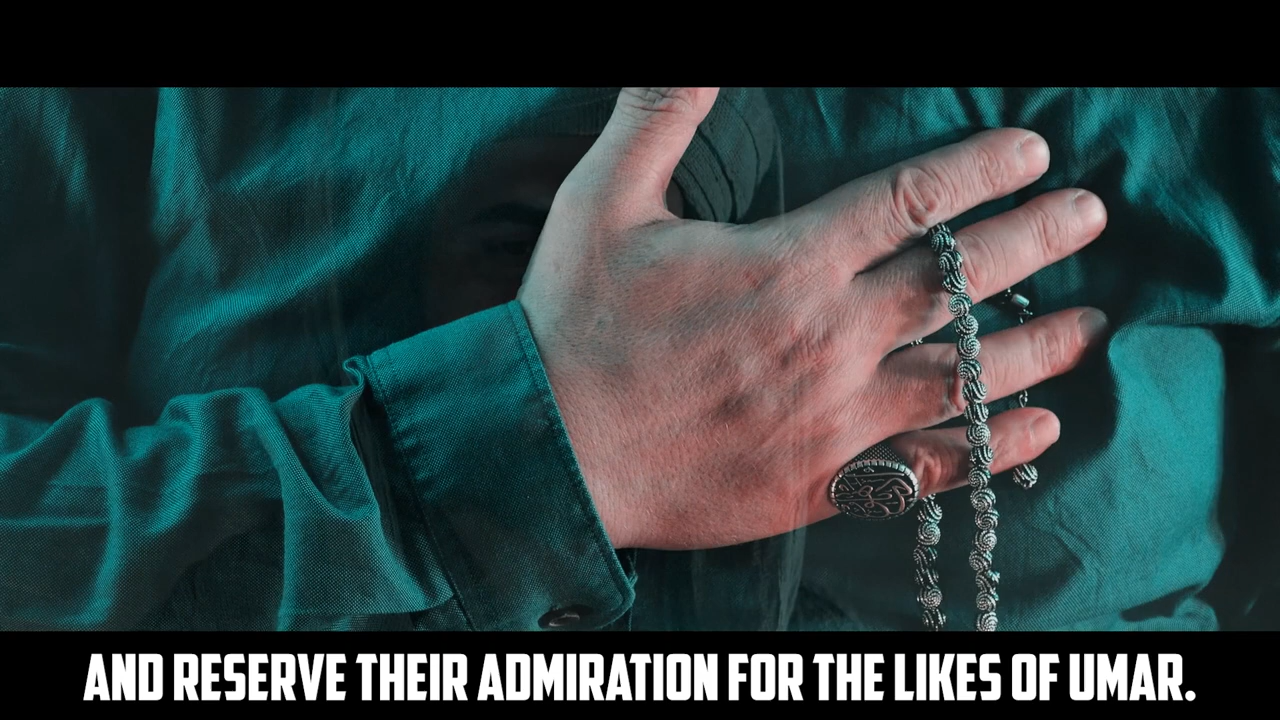 AND RESERVE THEIR ADMIRATION FOR THE LIKES OF UMAR.